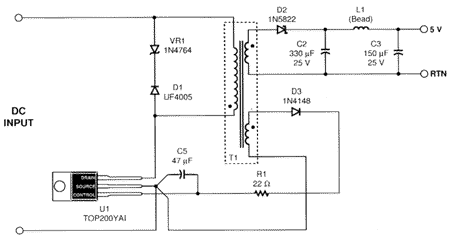 D2
1N5822
L1
(Bead)
5 V
VR1
1N4764
C2
330 µF
25 V
C3
150 µF
25 V
RTN
D1
UF4005
D3
1N4148
DC
INPUT
T1
C5
47 µF
R1
22 Ω
DRAIN
SOURCE
CONTROL
U1
TOP200YAI